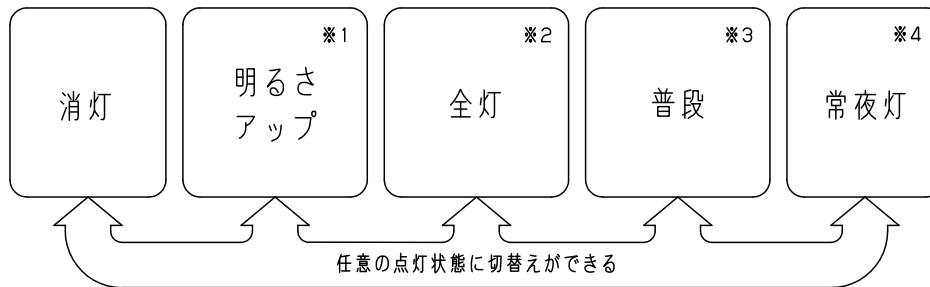 消灯
※1
明るさ
アップ
※2
全灯
※3
普段
※4
常夜灯
任意の点灯状態に切替えができる